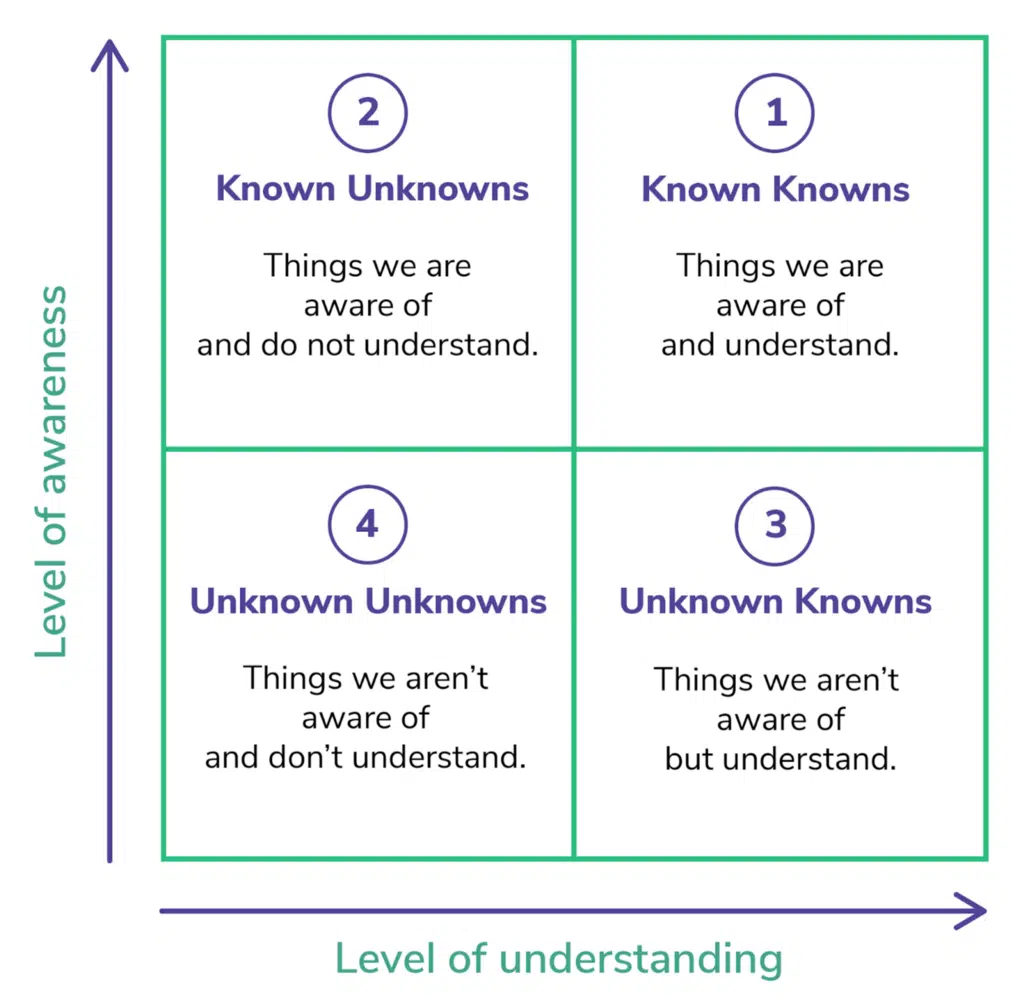 Level of awareness
2
Known Unknowns
Things we are
aware of
and do not understand.
1
Known Knowns
Things we are
aware of
and understand.
4
Unknown Unknowns
Things we aren’t
aware of
and don’t understand.
3
Unknown Knowns
Things we aren’t
aware of
but understand.
Level of understanding